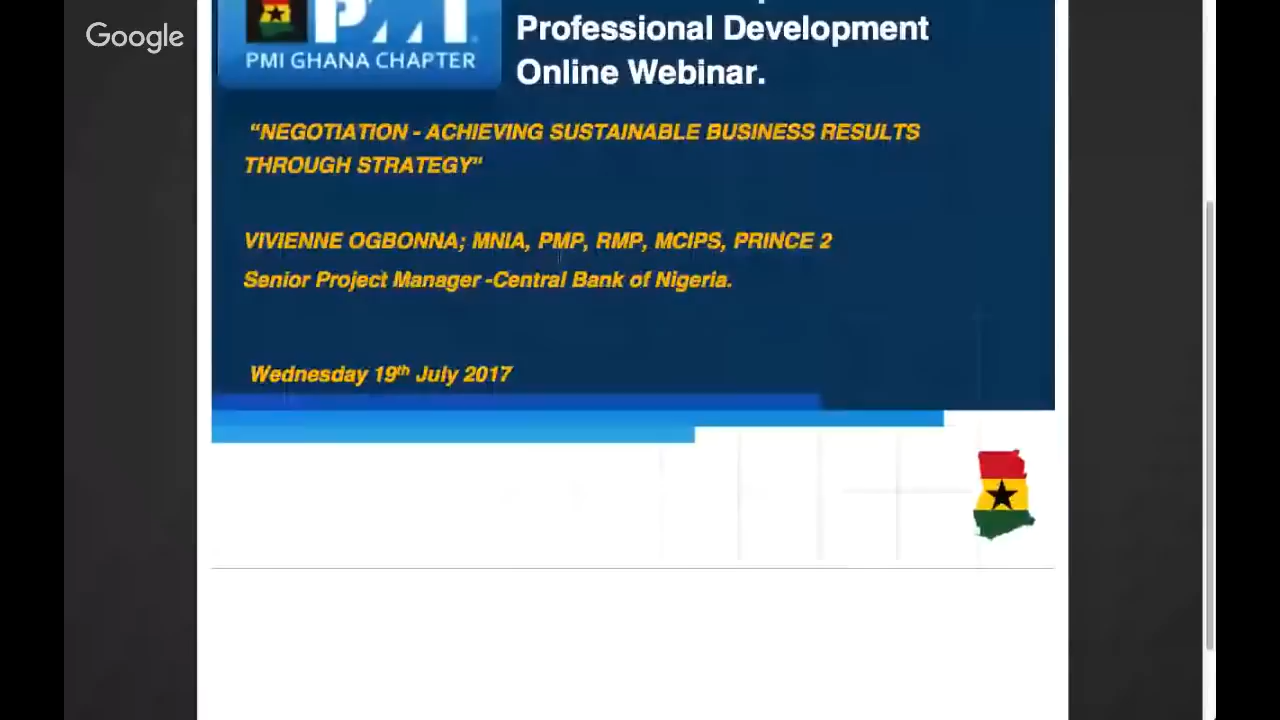 Google
PMI
PMI GHANA CHAPTER
Professional Development
Online Webinar.
“NEGOTIATION - ACHIEVING SUSTAINABLE BUSINESS RESULTS
THROUGH STRATEGY”
VIVIENNE OGBONNA; MNIA, PMP, RMP, MCIPS, PRINCE 2
Senior Project Manager -Central Bank of Nigeria.
Wednesday 19th July 2017